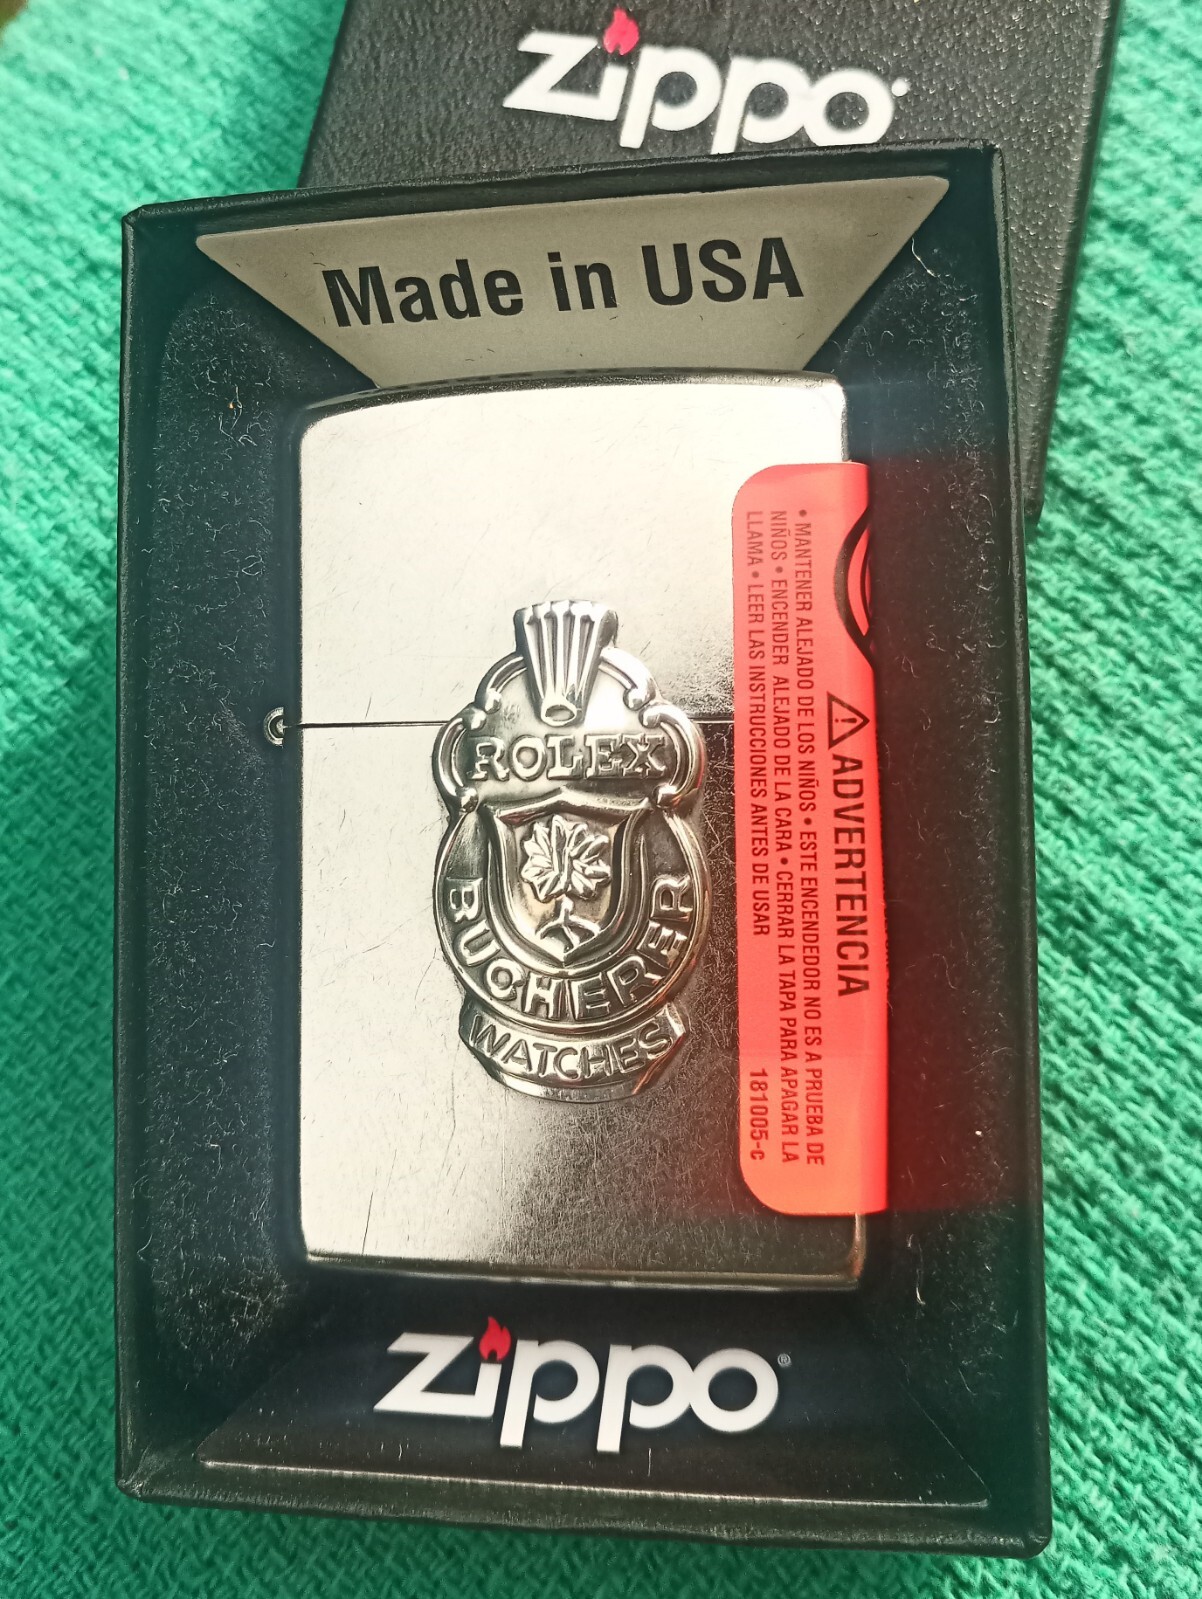 Zippo
Made in USA
ROLEX
BUCHERER
WATCHES
⚠ ADVERTENCIA
• MANTENER ALEJADO DE LOS NIÑOS • ESTE ENCENDEDOR NO ES A PRUEBA DE
NIÑOS • ENCENDER ALEJADO DE LA CARA • CERRAR LA TAPA PARA APAGAR LA
LLAMA • LEER LAS INSTRUCCIONES ANTES DE USAR
181005-c
Zippo®